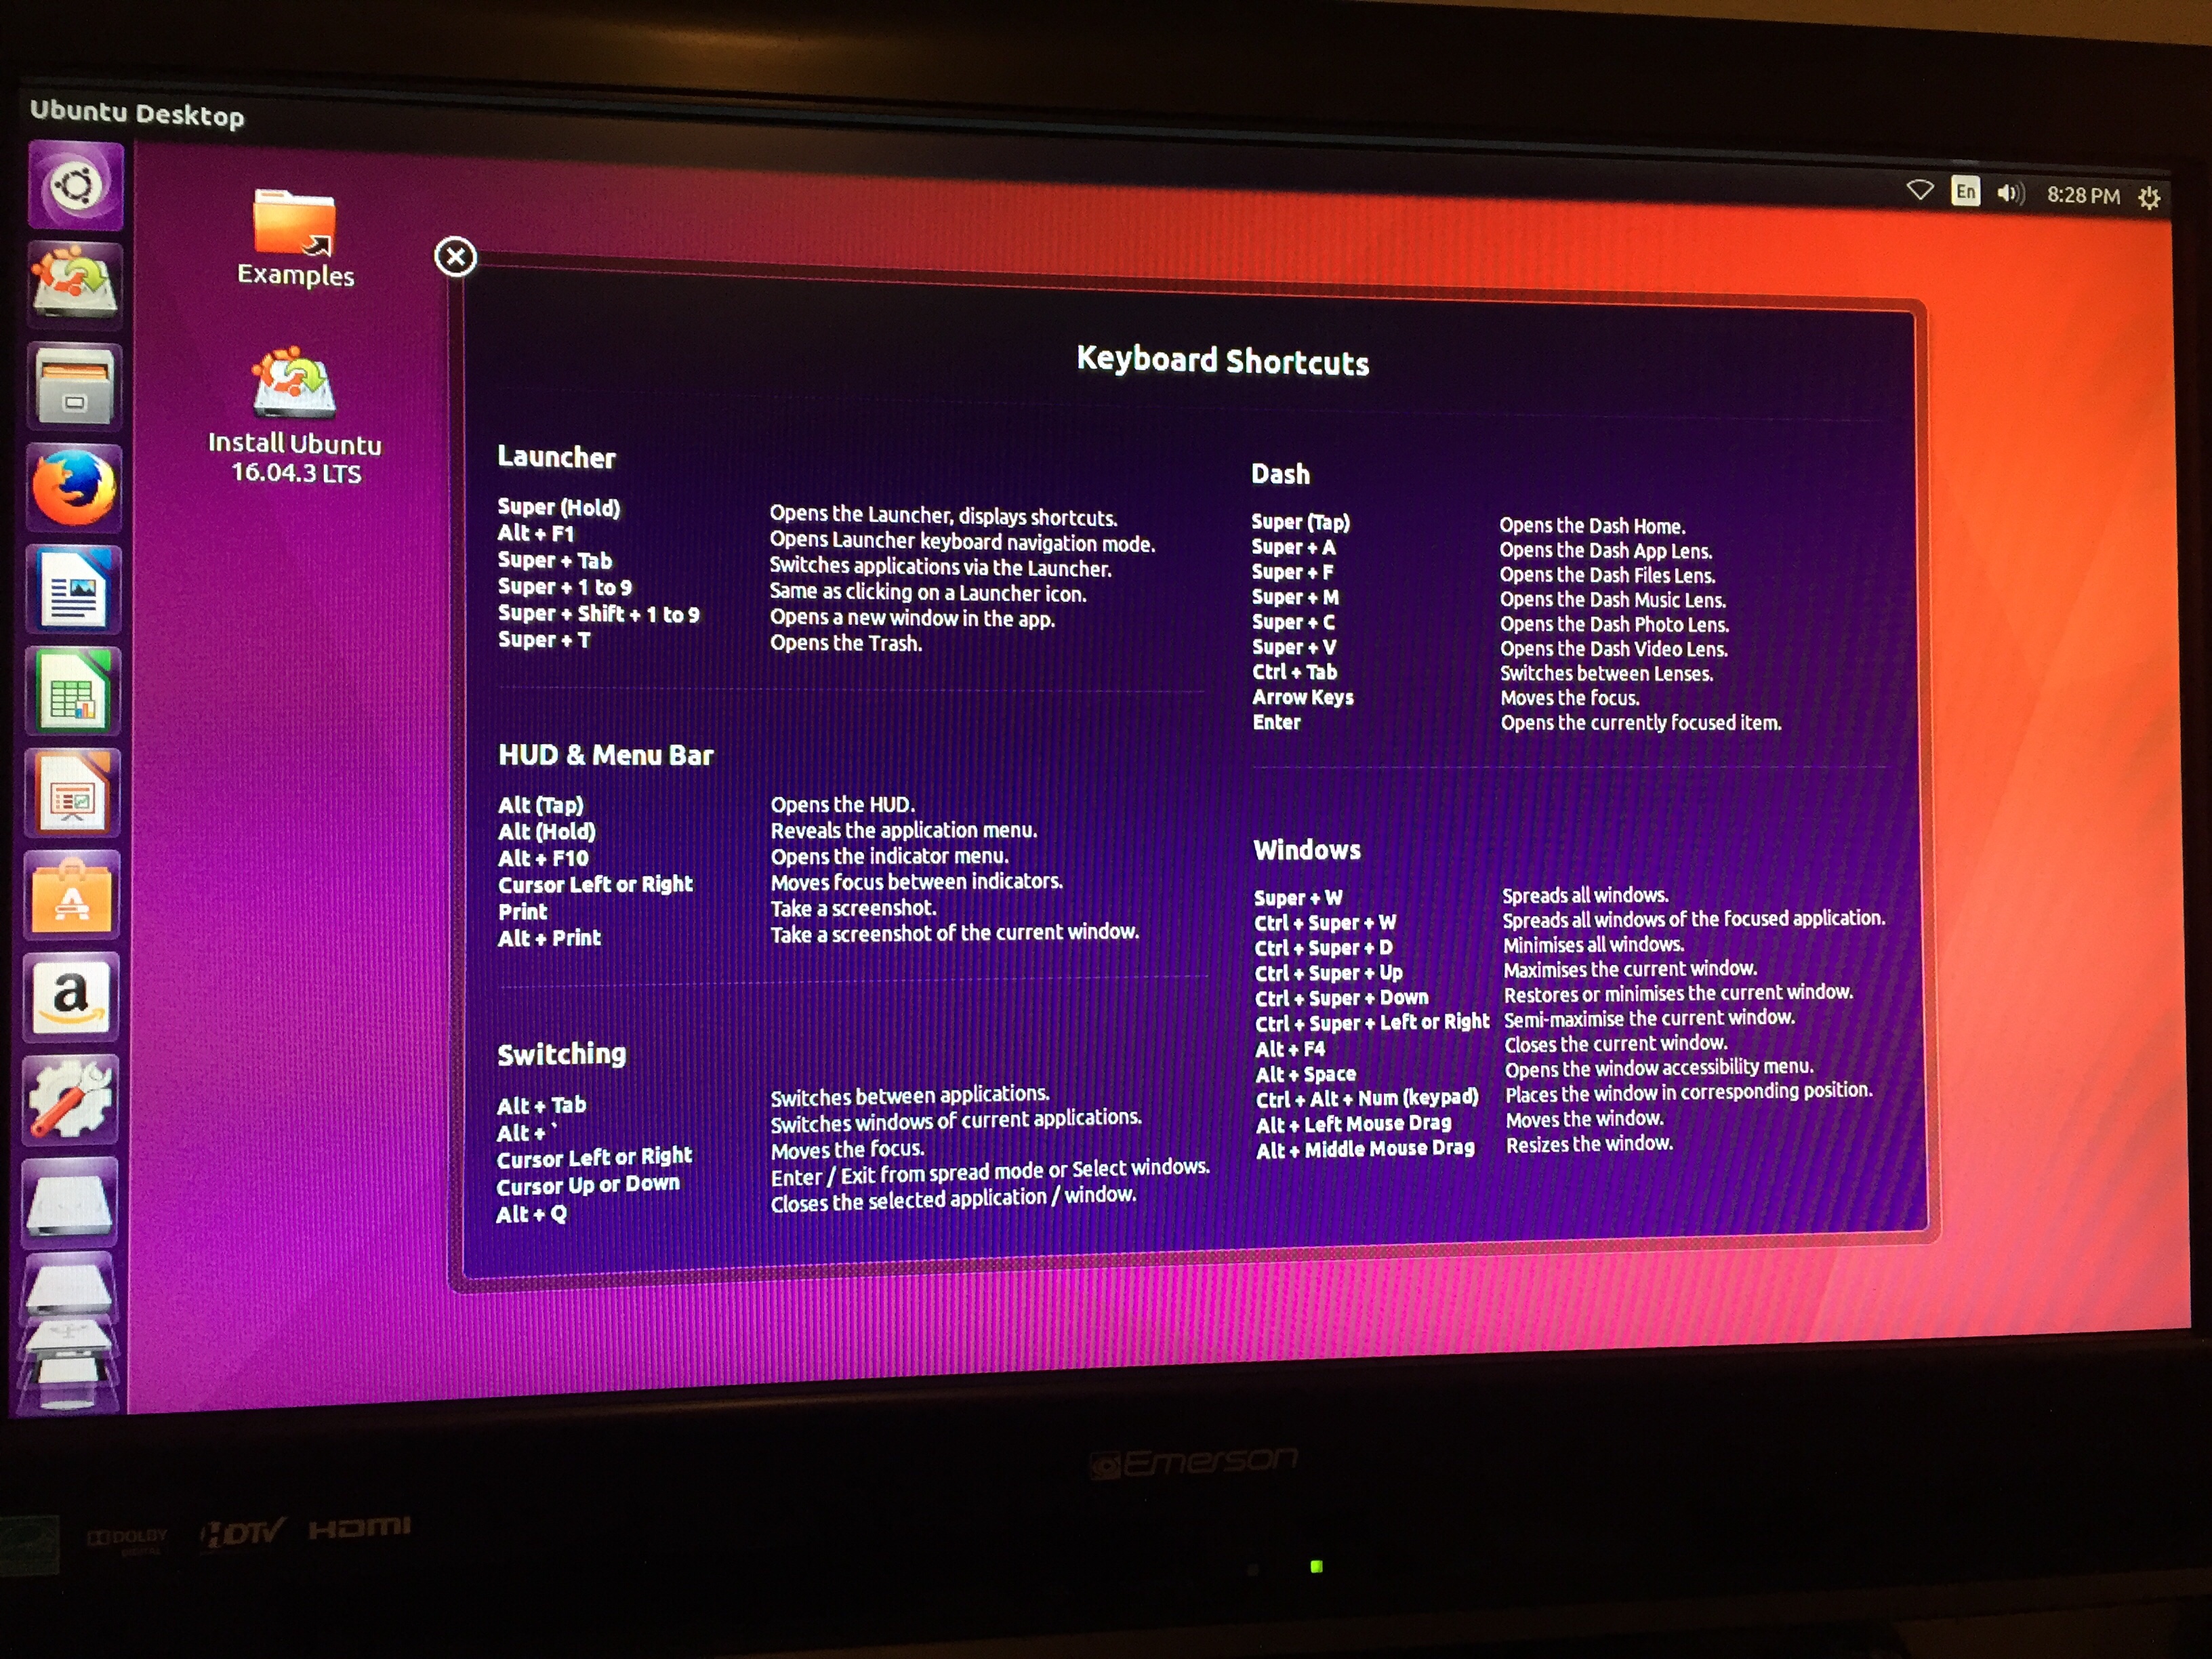 Ubuntu Desktop
En
8:28 PM
Examples
Install Ubuntu
16.04.3 LTS
Keyboard Shortcuts
Launcher
Super (Hold) Opens the Launcher, displays shortcuts.
Alt + F1 Opens Launcher keyboard navigation mode.
Super + Tab Switches applications via the Launcher.
Super + 1 to 9 Same as clicking on a Launcher icon.
Super + Shift + 1 to 9 Opens a new window in the app.
Super + T Opens the Trash.
HUD & Menu Bar
Alt (Tap) Opens the HUD.
Alt (Hold) Reveals the application menu.
Alt + F10 Opens the indicator menu.
Cursor Left or Right Moves focus between indicators.
Print Take a screenshot.
Alt + Print Take a screenshot of the current window.
Switching
Alt + Tab Switches between applications.
Alt + ` Switches windows of current applications.
Cursor Left or Right Moves the focus.
Cursor Up or Down Enter / Exit from spread mode or Select windows.
Alt + Q Closes the selected application / window.
Dash
Super (Tap) Opens the Dash Home.
Super + A Opens the Dash App Lens.
Super + F Opens the Dash Files Lens.
Super + M Opens the Dash Music Lens.
Super + C Opens the Dash Photo Lens.
Super + V Opens the Dash Video Lens.
Ctrl + Tab Switches between Lenses.
Arrow Keys Moves the focus.
Enter Opens the currently focused item.
Windows
Super + W Spreads all windows.
Ctrl + Super + W Spreads all windows of the focused application.
Ctrl + Super + D Minimises all windows.
Ctrl + Super + Up Maximises the current window.
Ctrl + Super + Down Restores or minimises the current window.
Ctrl + Super + Left or Right Semi-maximise the current window.
Alt + F4 Closes the current window.
Alt + Space Opens the window accessibility menu.
Ctrl + Alt + Num (keypad) Places the window in corresponding position.
Alt + Left Mouse Drag Moves the window.
Alt + Middle Mouse Drag Resizes the window.
a
Emerson
DOLBY
DIGITAL
HDTV
HDMI